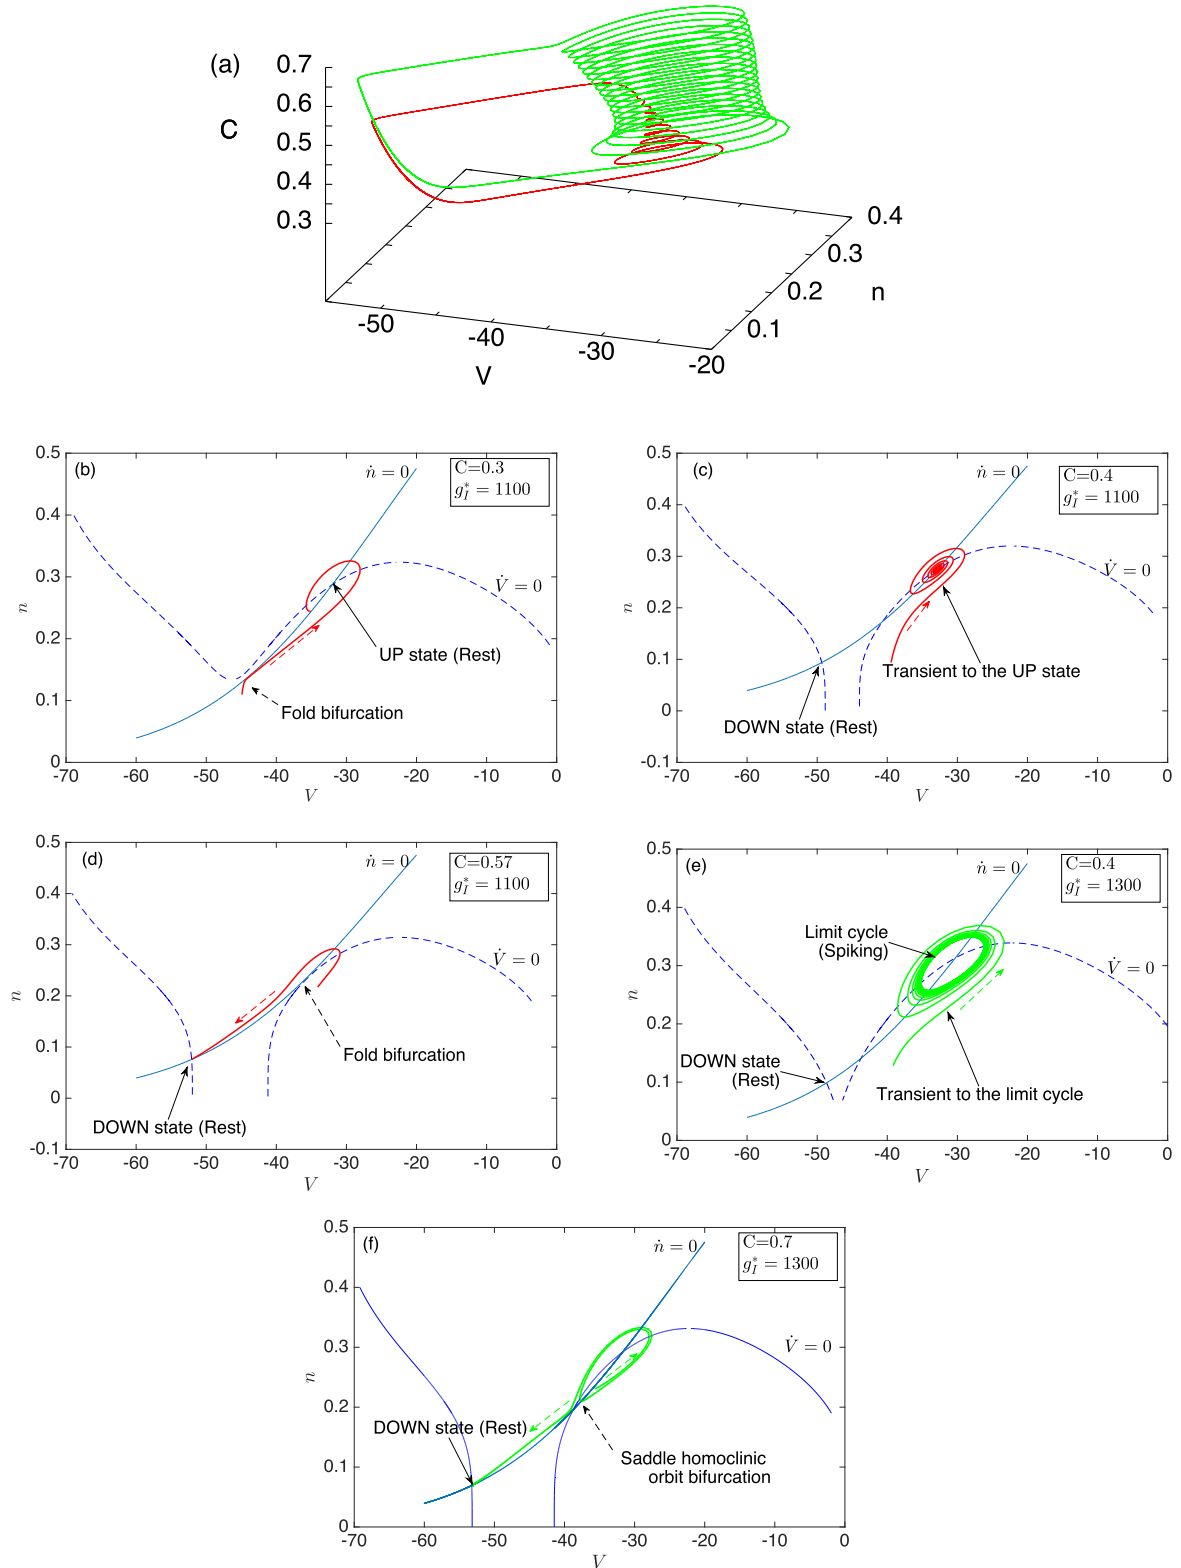 (a)
0.7
0.6
0.5
0.4
0.3
C
-50
-40
-30
-20
V
0.1
0.2
0.3
0.4
n
(b)
C=0.3
g*_I = 1100
ṅ = 0
V̇ = 0
UP state (Rest)
Fold bifurcation
0.5
0.4
0.3
0.2
0.1
0
-70 -60 -50 -40 -30 -20 -10 0
V
n
(c)
C=0.4
g*_I = 1100
ṅ = 0
V̇ = 0
Transient to the UP state
DOWN state (Rest)
0.5
0.4
0.3
0.2
0.1
0
-0.1
-70 -60 -50 -40 -30 -20 -10 0
V
n
(d)
C=0.57
g*_I = 1100
ṅ = 0
V̇ = 0
Fold bifurcation
DOWN state (Rest)
0.5
0.4
0.3
0.2
0.1
0
-0.1
-70 -60 -50 -40 -30 -20 -10 0
V
n
(e)
C=0.4
g*_I = 1300
ṅ = 0
Limit cycle
(Spiking)
V̇ = 0
DOWN state
(Rest)
Transient to the limit cycle
0.5
0.4
0.3
0.2
0.1
0
-70 -60 -50 -40 -30 -20 -10 0
V
n
(f)
C=0.7
g*_I = 1300
ṅ = 0
V̇ = 0
DOWN state (Rest)
Saddle homoclinic
orbit bifurcation
0.5
0.4
0.3
0.2
0.1
0
-70 -60 -50 -40 -30 -20 -10 0
V
n